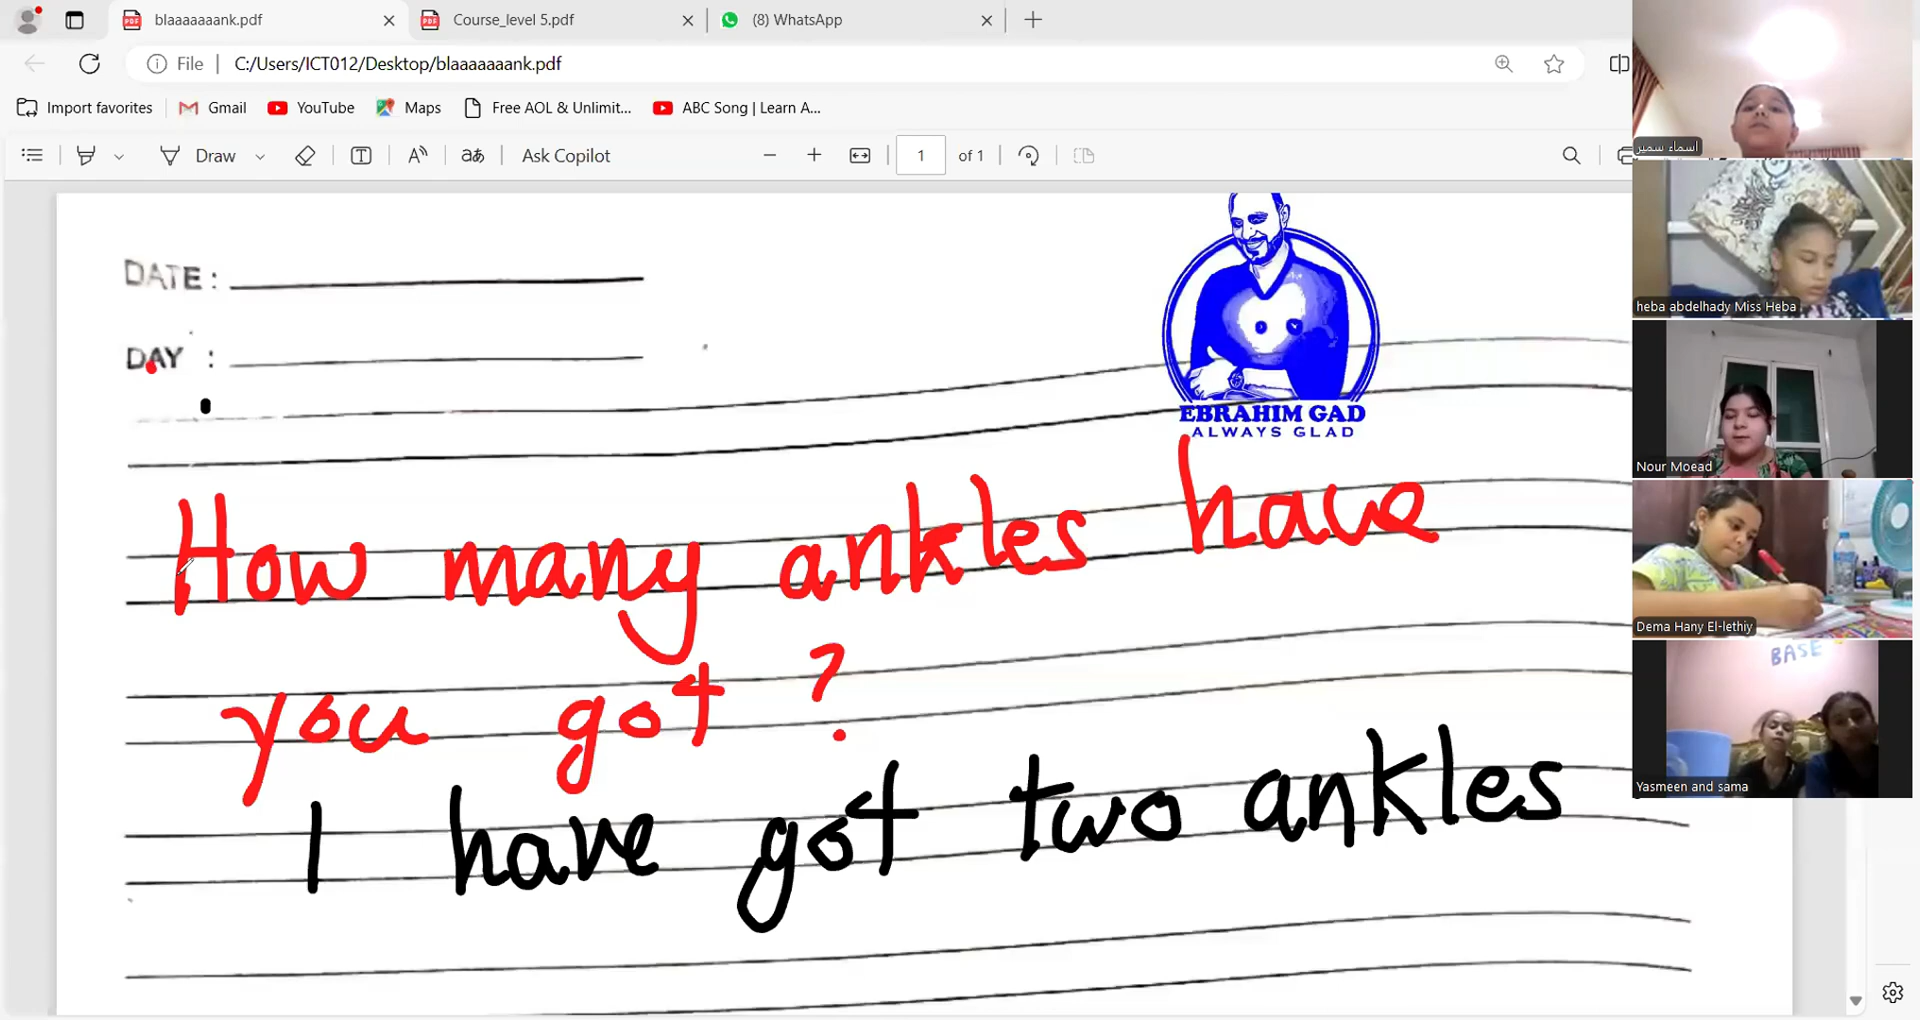 blaaaaaaank.pdf
Course_level 5.pdf
(8) WhatsApp
File
C:/Users/ICT012/Desktop/blaaaaaaank.pdf
Import favorites
Gmail
YouTube
Maps
Free AOL & Unlimit...
ABC Song | Learn A...
Draw
Ask Copilot
1 of 1
DATE :
DAY :
EBRAHIM GAD
ALWAYS GLAD
How many ankles have
you got ?
I have got two ankles
اسماء سمير
heba abdelhady Miss Heba
Nour Moead
Dema Hany El-lethiy
BASE
Yasmeen and sama